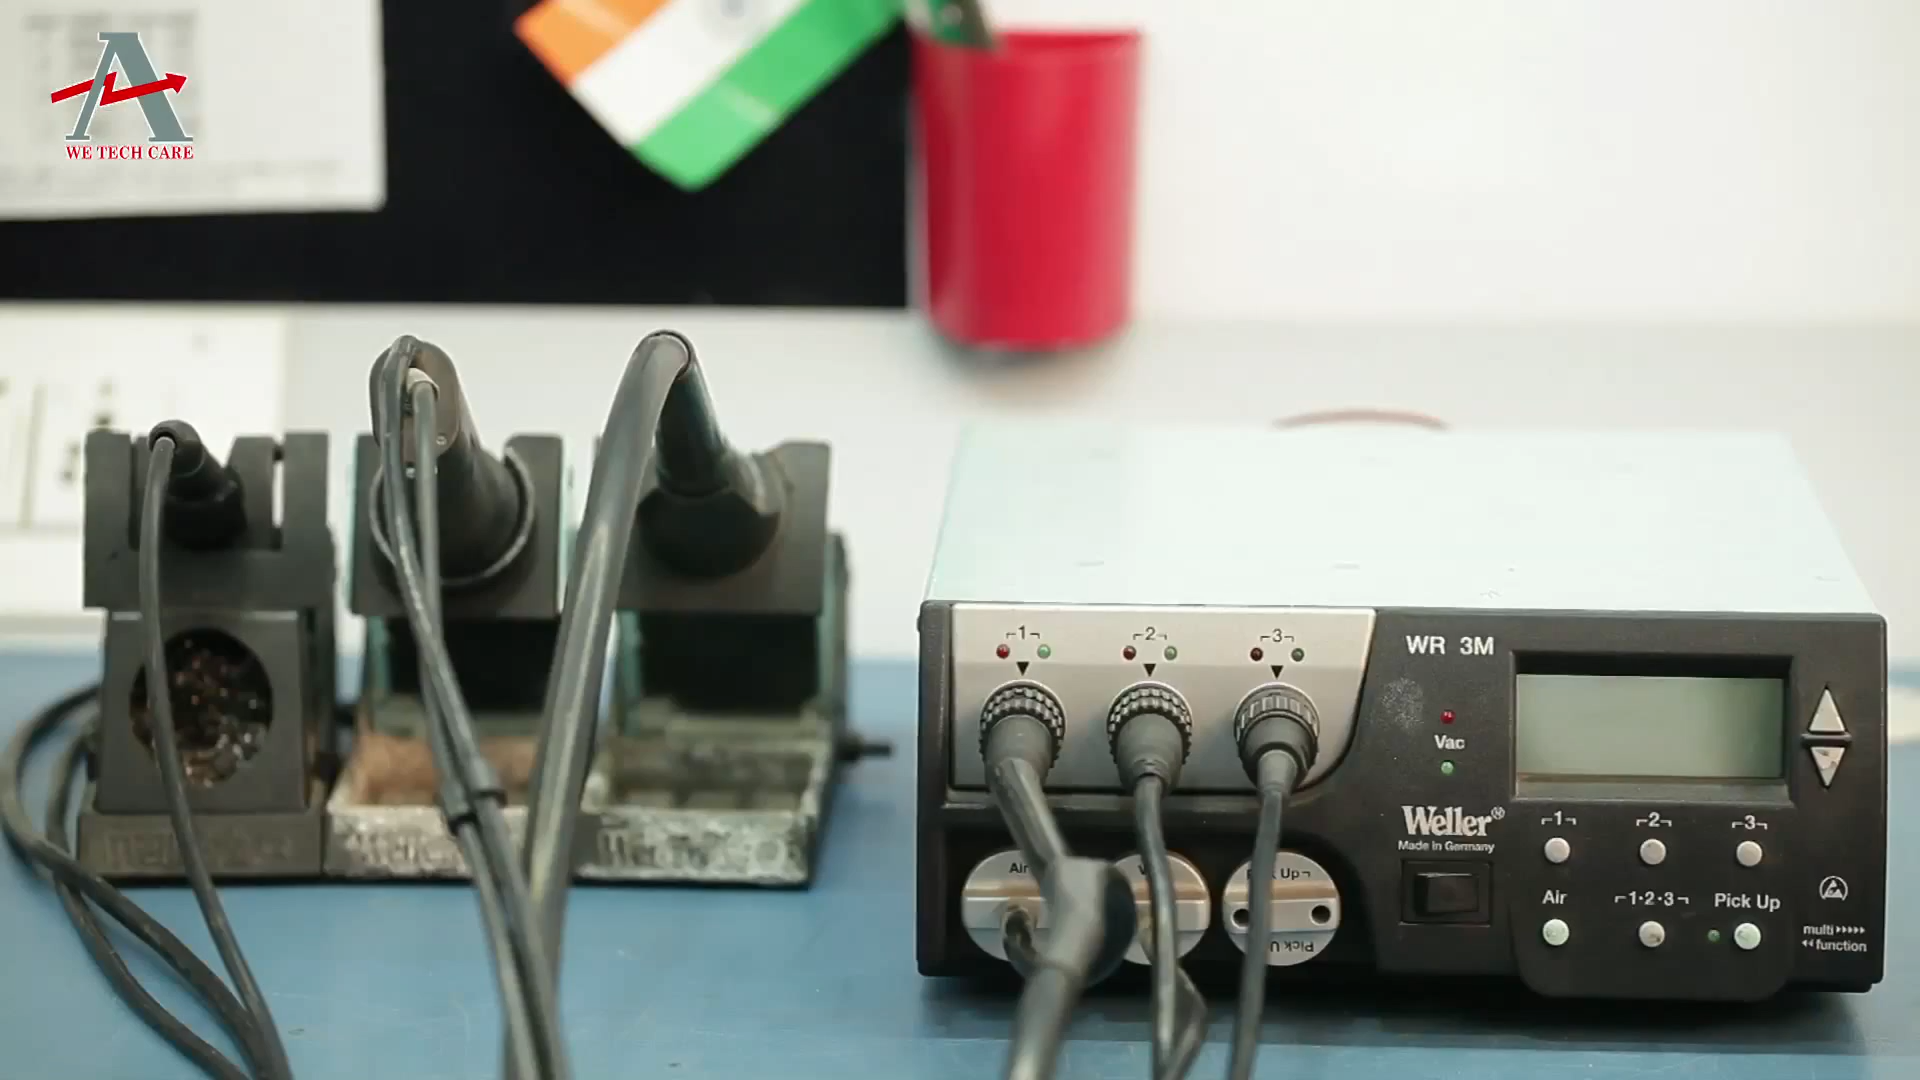 A
WE TECH CARE
1
2
3
WR 3M
Vac
Weller®
Made in Germany
1
2
3
Air
1·2·3
Pick Up
multi
function
Air
Pick Up